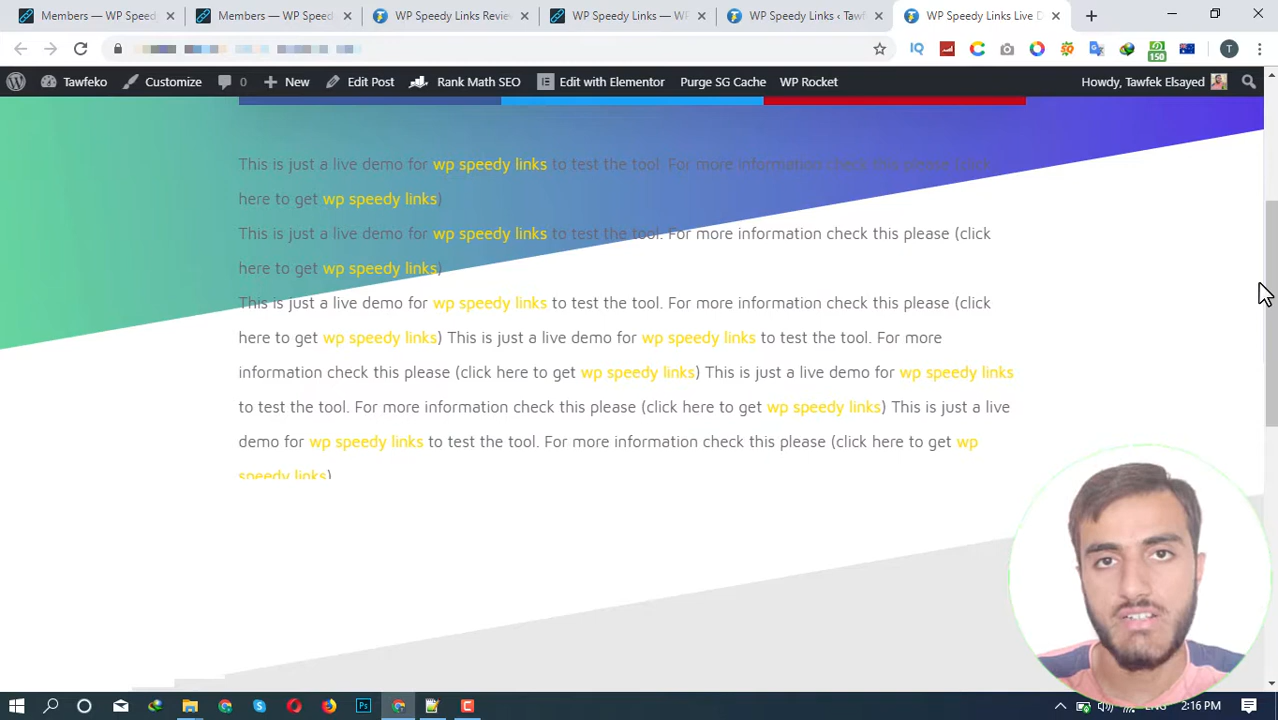 Members — WP Speed
Members — WP Speed
WP Speedy Links Revie
WP Speedy Links — W
WP Speedy Links ‹ Tawf
WP Speedy Links Live D
IQ
150
T
Tawfeko
Customize
0
New
Edit Post
Rank Math SEO
Edit with Elementor
Purge SG Cache
WP Rocket
Howdy, Tawfek Elsayed
This is just a live demo for wp speedy links to test the tool. For more information check this please (click
here to get wp speedy links)
This is just a live demo for wp speedy links to test the tool. For more information check this please (click
here to get wp speedy links)
This is just a live demo for wp speedy links to test the tool. For more information check this please (click
here to get wp speedy links) This is just a live demo for wp speedy links to test the tool. For more
information check this please (click here to get wp speedy links) This is just a live demo for wp speedy links
to test the tool. For more information check this please (click here to get wp speedy links) This is just a live
demo for wp speedy links to test the tool. For more information check this please (click here to get wp
speedy links)
Ps
ENG
2:16 PM